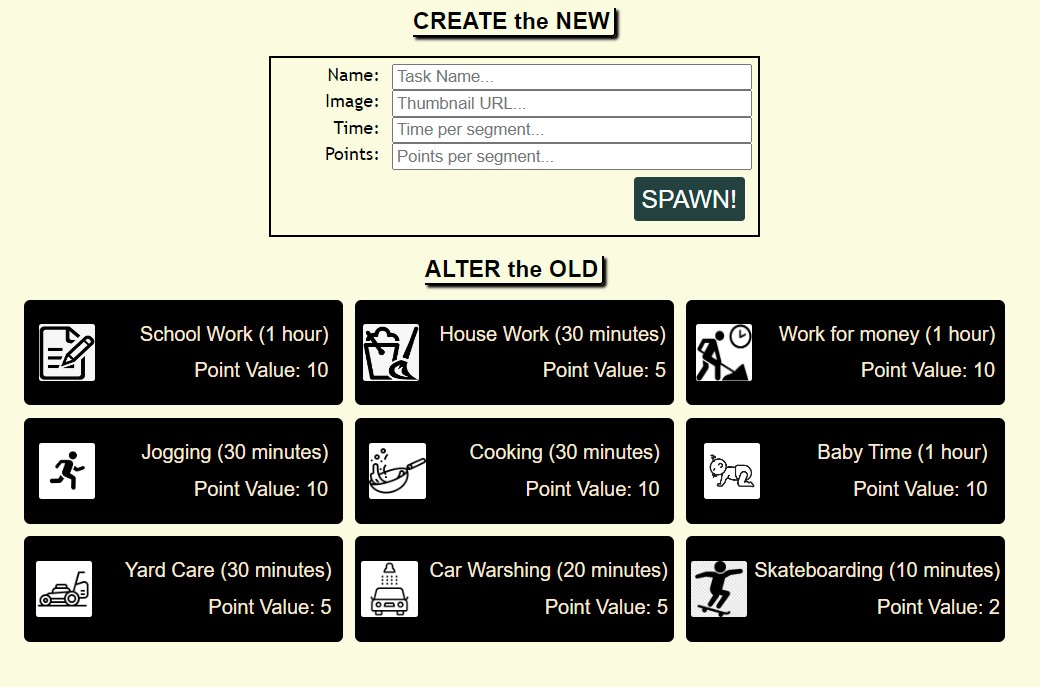 CREATE the NEW
Name: Task Name...
Image: Thumbnail URL...
Time: Time per segment...
Points: Points per segment...
SPAWN!
ALTER the OLD
School Work (1 hour)
Point Value: 10
House Work (30 minutes)
Point Value: 5
Work for money (1 hour)
Point Value: 10
Jogging (30 minutes)
Point Value: 10
Cooking (30 minutes)
Point Value: 10
Baby Time (1 hour)
Point Value: 10
Yard Care (30 minutes)
Point Value: 5
Car Warshing (20 minutes)
Point Value: 5
Skateboarding (10 minutes)
Point Value: 2